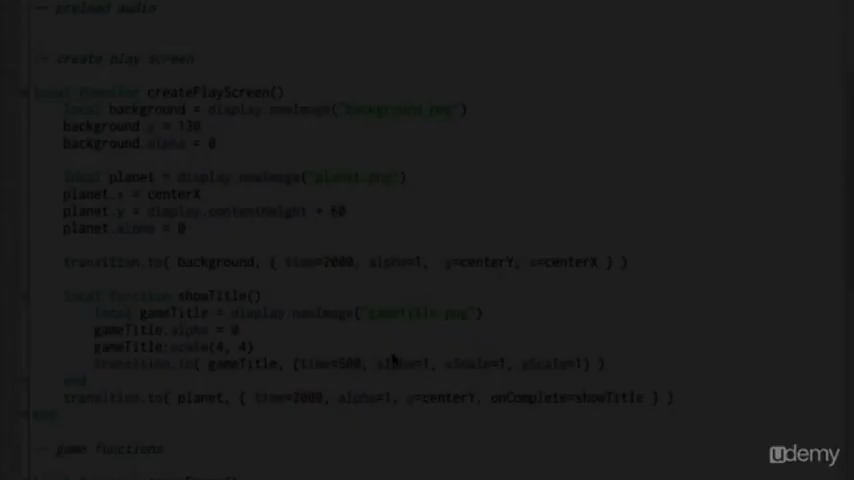 -- preload audio
-- create play screen
local function createPlayScreen()
local background = display.newImage("background.png")
background.y = 130
background.alpha = 0
local planet = display.newImage("planet.png")
planet.x = centerX
planet.y = display.contentHeight + 60
planet.alpha = 0
transition.to( background, { time=2000, alpha=1, y=centerY, x=centerX } )
local function showTitle()
local gameTitle = display.newImage("gametitle.png")
gameTitle.alpha = 0
gameTitle:scale(4, 4)
transition.to( gameTitle, {time=500, alpha=1, xScale=1, yScale=1} )
end
transition.to( planet, { time=2000, alpha=1, y=centerY, onComplete=showTitle } )
end
-- game functions
udemy